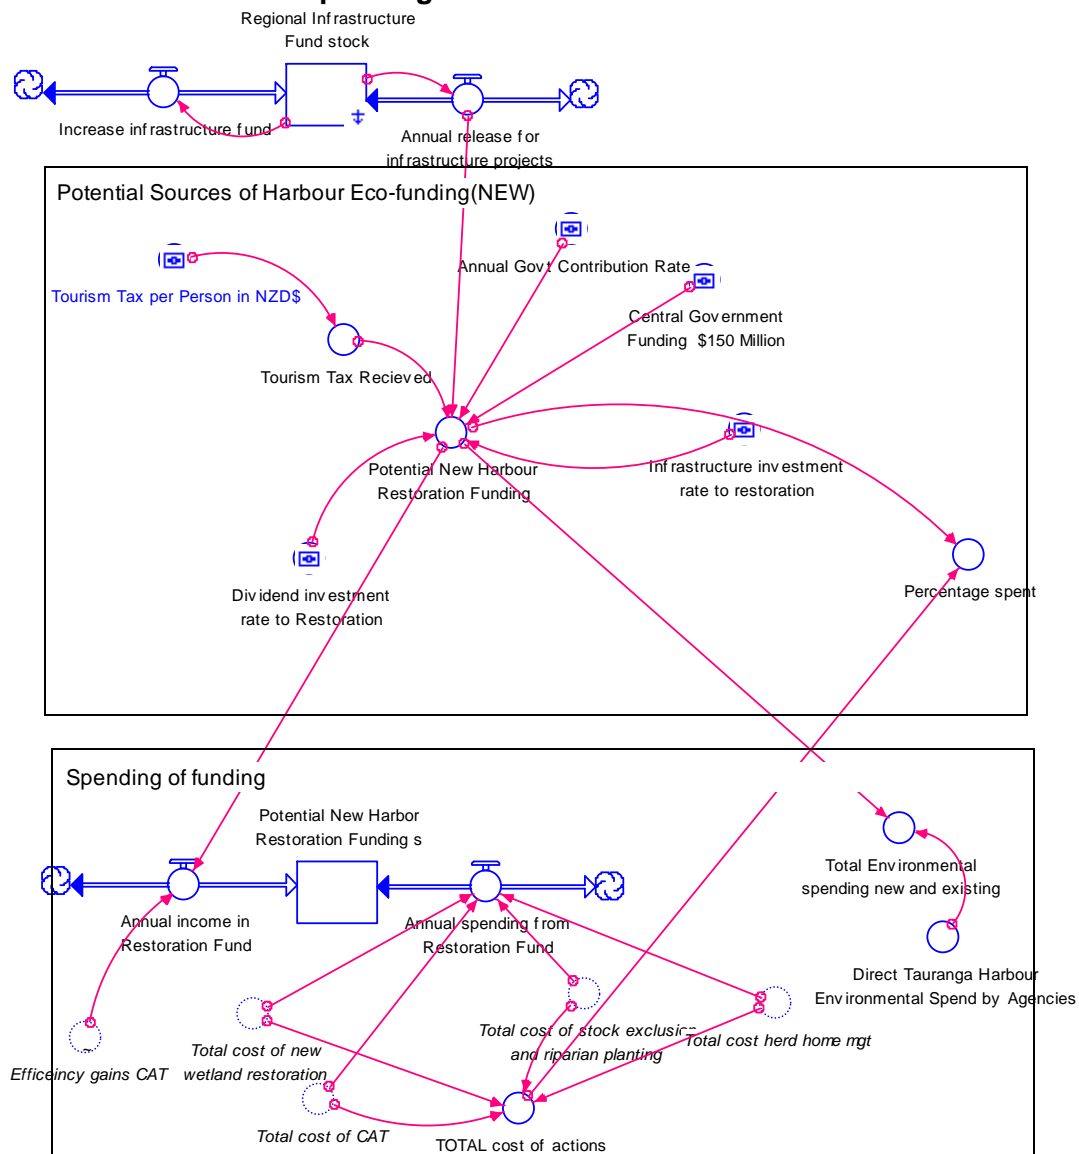 Regional Infrastructure
Fund stock
Increase infrastructure fund
Annual release for
infrastructure projects
Potential Sources of Harbour Eco-funding(NEW)
Annual Govt Contribution Rate
Tourism Tax per Person in NZD$
Central Government
Funding $150 Million
Tourism Tax Recieved
Potential New Harbour
Restoration Funding
Infrastructure investment
rate to restoration
Dividend investment
rate to Restoration
Percentage spent
Spending of funding
Potential New Harbor
Restoration Funding s
Total Environmental
spending new and existing
Annual income in
Restoration Fund
Annual spending from
Restoration Fund
Direct Tauranga Harbour
Environmental Spend by Agencies
~
Efficeincy gains CAT
Total cost of new
wetland restoration
Total cost of stock exclusion
and riparian planting
Total cost herd home mgt
Total cost of CAT
TOTAL cost of actions